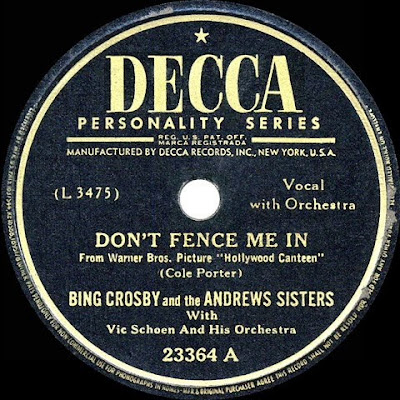 DECCA
PERSONALITY SERIES
REG. U.S. PAT. OFF.
MARCA REGISTRADA
MANUFACTURED BY DECCA RECORDS, INC., NEW YORK, U.S.A.
(L 3475)
Vocal
with Orchestra
DON'T FENCE ME IN
From Warner Bros. Picture "Hollywood Canteen"
(Cole Porter)
BING CROSBY and the ANDREWS SISTERS
With
Vic Schoen And His Orchestra
23364 A